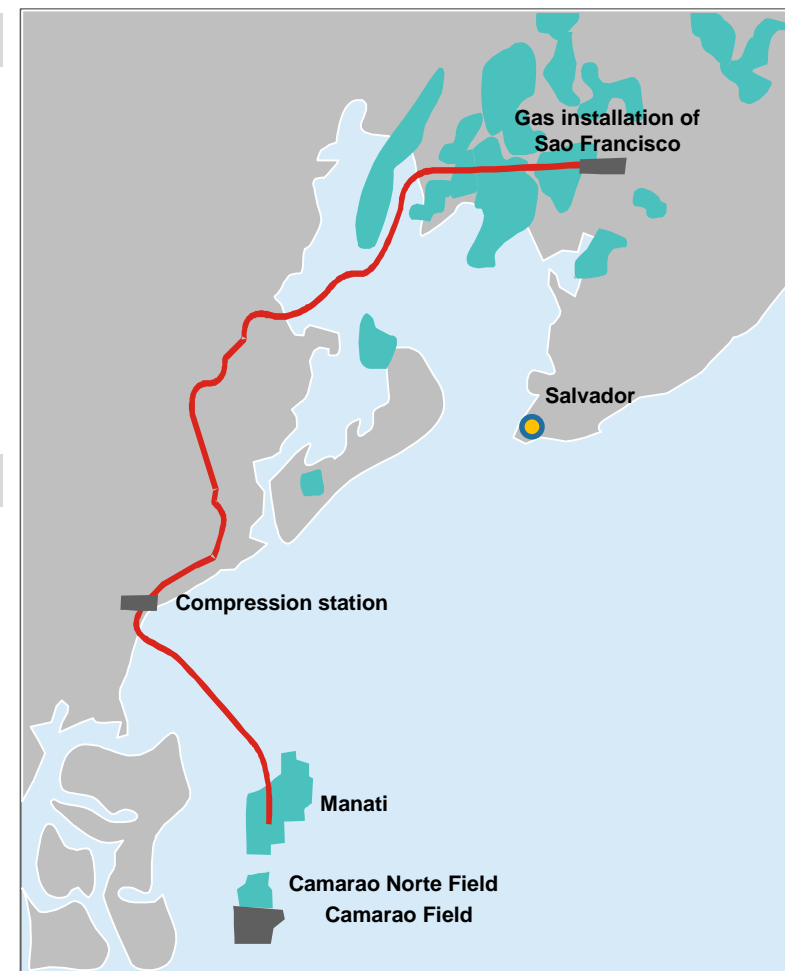 Gas installation of
Sao Francisco
Salvador
Compression station
Manati
Camarao Norte Field
Camarao Field